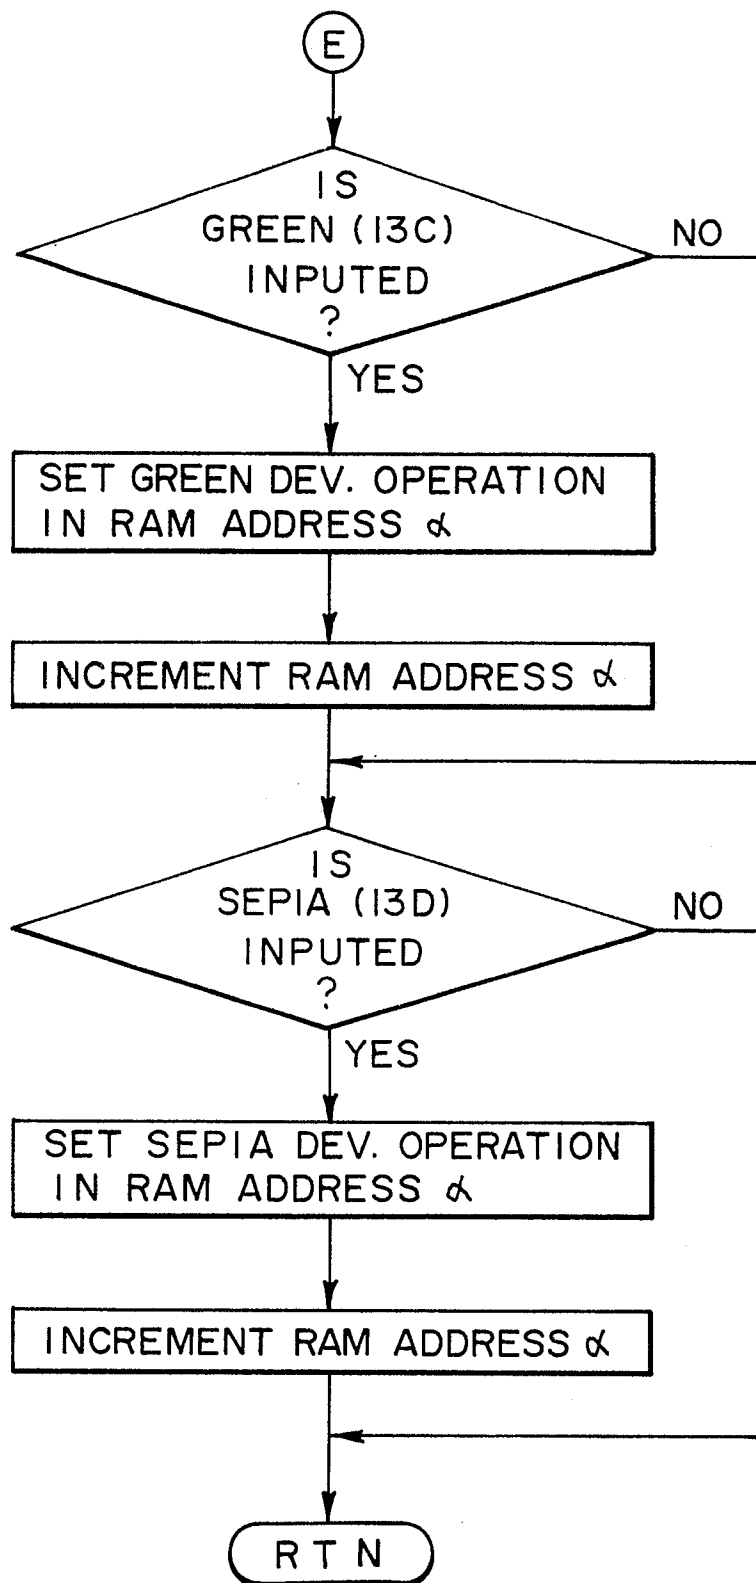 E
IS
GREEN (13C)
INPUTED
?
NO
YES
SET GREEN DEV. OPERATION
IN RAM ADDRESS α
INCREMENT RAM ADDRESS α
IS
SEPIA (13D)
INPUTED
?
NO
YES
SET SEPIA DEV. OPERATION
IN RAM ADDRESS α
INCREMENT RAM ADDRESS α
RTN